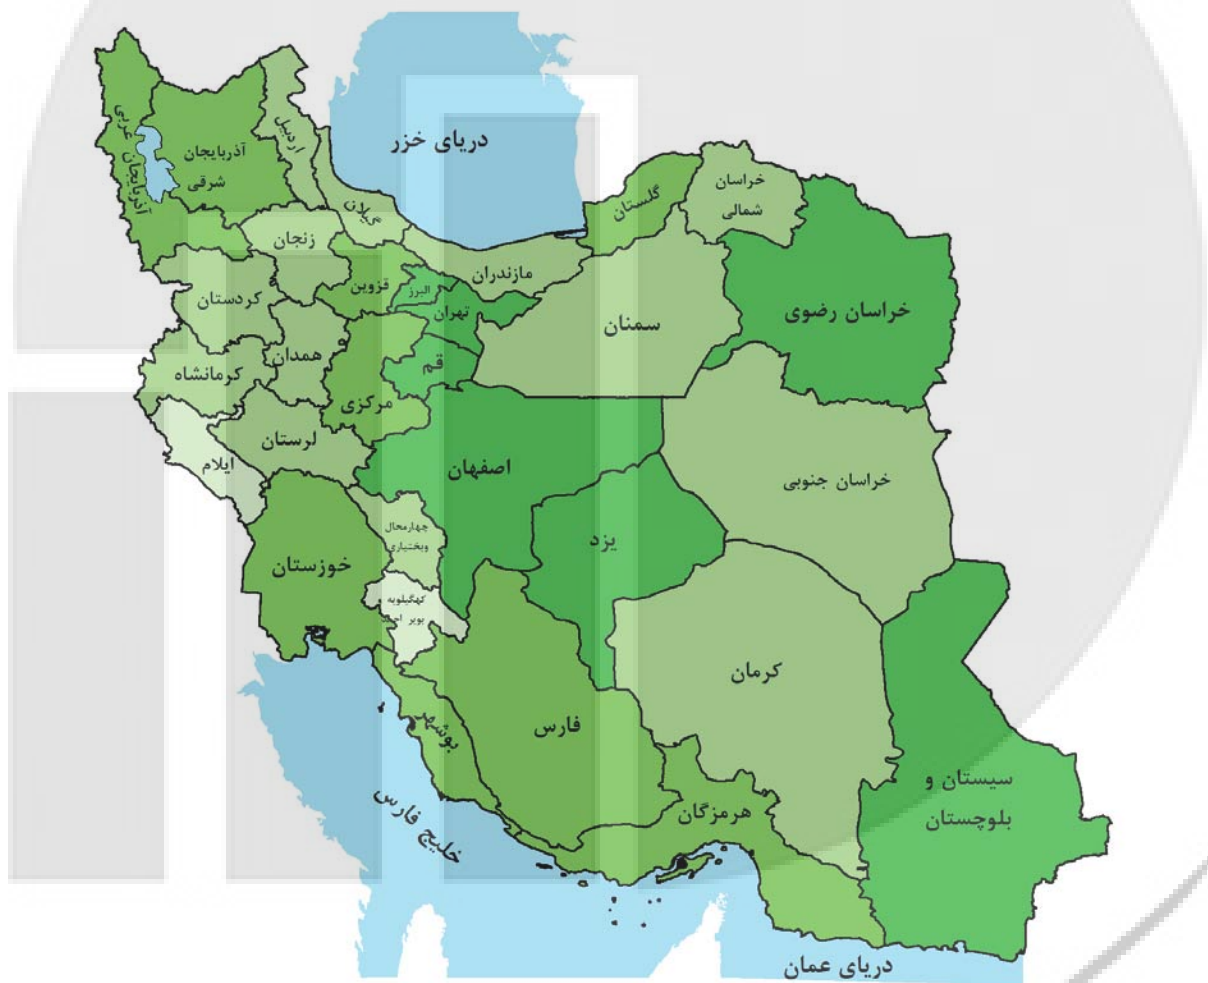 دریای خزر
آذربایجان غربی
آذربایجان
شرقی
اردبیل
گیلان
زنجان
کردستان
قزوین
البرز
تهران
مازندران
گلستان
خراسان
شمالی
خراسان رضوی
سمنان
کرمانشاه
همدان
مرکزی
قم
ایلام
لرستان
اصفهان
خراسان جنوبی
یزد
خوزستان
چهارمحال
وبختیاری
کهگیلویه
بویر احمد
فارس
کرمان
بوشهر
هرمزگان
سیستان و
بلوچستان
خلیج فارس
دریای عمان